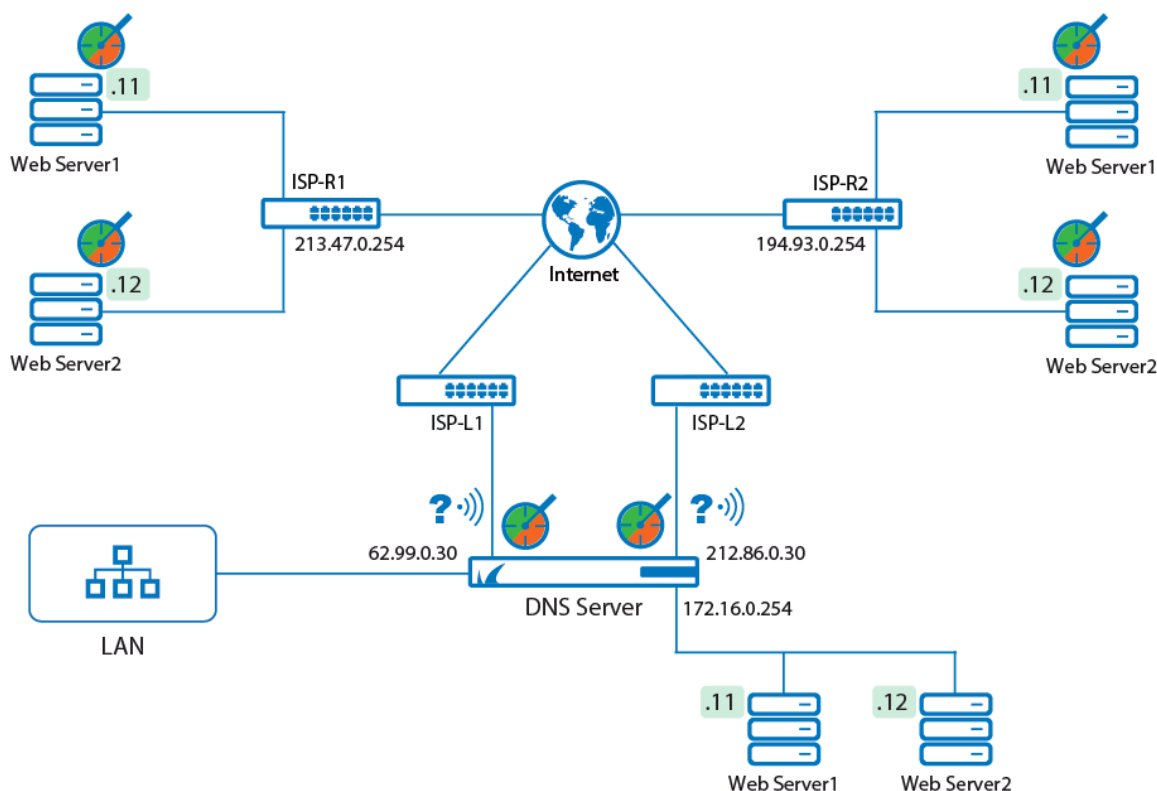 .11
Web Server1
ISP-R1
213.47.0.254
.12
Web Server2
Internet
ISP-R2
194.93.0.254
.11
Web Server1
.12
Web Server2
ISP-L1
ISP-L2
?
?
62.99.0.30
212.86.0.30
DNS Server
172.16.0.254
LAN
.11
Web Server1
.12
Web Server2